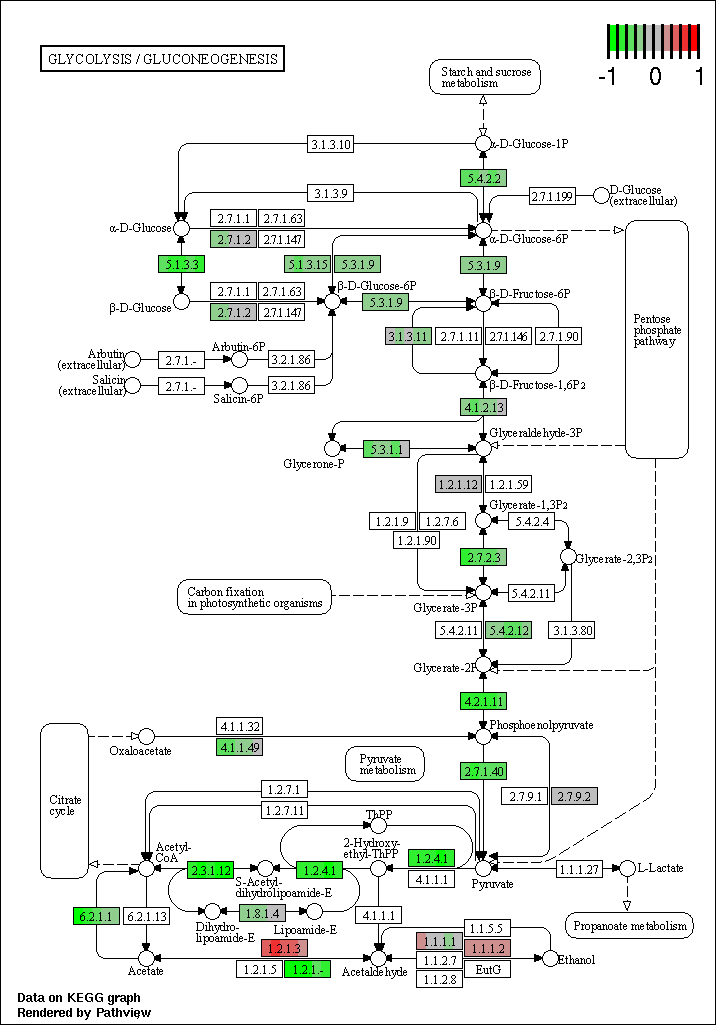 GLYCOLYSIS / GLUCONEOGENESIS
-1 0 1
Starch and sucrose
metabolism
3.1.3.10
α-D-Glucose-1P
5.4.2.2
3.1.3.9
2.7.1.199
D-Glucose
(extracellular)
α-D-Glucose
2.7.1.1
2.7.1.63
2.7.1.2
2.7.1.147
α-D-Glucose-6P
5.1.3.3
5.1.3.15
5.3.1.9
5.3.1.9
β-D-Glucose
2.7.1.1
2.7.1.63
2.7.1.2
2.7.1.147
β-D-Glucose-6P
5.3.1.9
β-D-Fructose-6P
Pentose
phosphate
pathway
3.1.3.11
2.7.1.11
2.7.1.146
2.7.1.90
Arbutin
(extracellular)
2.7.1.-
Arbutin-6P
3.2.1.86
Salicin
(extracellular)
2.7.1.-
Salicin-6P
3.2.1.86
β-D-Fructose-1,6P2
4.1.2.13
Glyceraldehyde-3P
Glycerone-P
5.3.1.1
1.2.1.12
1.2.1.59
Glycerate-1,3P2
1.2.1.9
1.2.7.6
1.2.1.90
5.4.2.4
2.7.2.3
Glycerate-2,3P2
Carbon fixation
in photosynthetic organisms
Glycerate-3P
5.4.2.11
5.4.2.11
5.4.2.12
3.1.3.80
Glycerate-2P
4.2.1.11
4.1.1.32
Oxaloacetate
4.1.1.49
Phosphoenolpyruvate
Pyruvate
metabolism
2.7.1.40
2.7.9.1
2.7.9.2
Citrate
cycle
1.2.7.1
1.2.7.11
ThPP
Acetyl-
CoA
2-Hydroxy-
ethyl-ThPP
2.3.1.12
S-Acetyl-
dihydrolipoamide-E
1.2.4.1
1.2.4.1
4.1.1.1
Pyruvate
1.1.1.27
L-Lactate
6.2.1.1
6.2.1.13
Dihydro-
lipoamide-E
1.8.1.4
Lipoamide-E
4.1.1.1
Propanoate metabolism
Acetate
1.2.1.3
1.2.1.5
1.2.1.-
Acetaldehyde
1.1.5.5
1.1.1.1
1.1.1.2
1.1.2.7
EutG
1.1.2.8
Ethanol
Data on KEGG graph
Rendered by Pathview